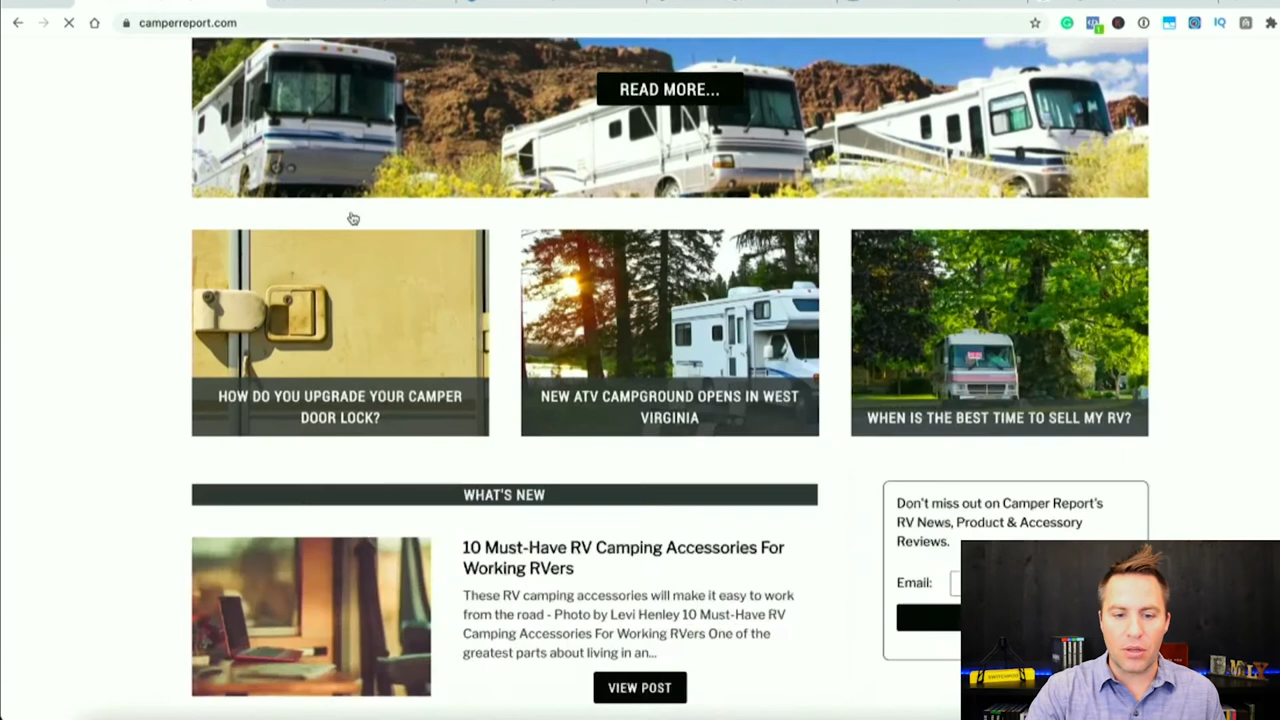 camperreport.com
1
IQ
READ MORE...
HOW DO YOU UPGRADE YOUR CAMPER
DOOR LOCK?
NEW ATV CAMPGROUND OPENS IN WEST
VIRGINIA
WHEN IS THE BEST TIME TO SELL MY RV?
WHAT'S NEW
10 Must-Have RV Camping Accessories For
Working RVers
These RV camping accessories will make it easy to work
from the road - Photo by Levi Henley 10 Must-Have RV
Camping Accessories For Working RVers One of the
greatest parts about living in an...
VIEW POST
Don't miss out on Camper Report's
RV News, Product & Accessory
Reviews.
Email: